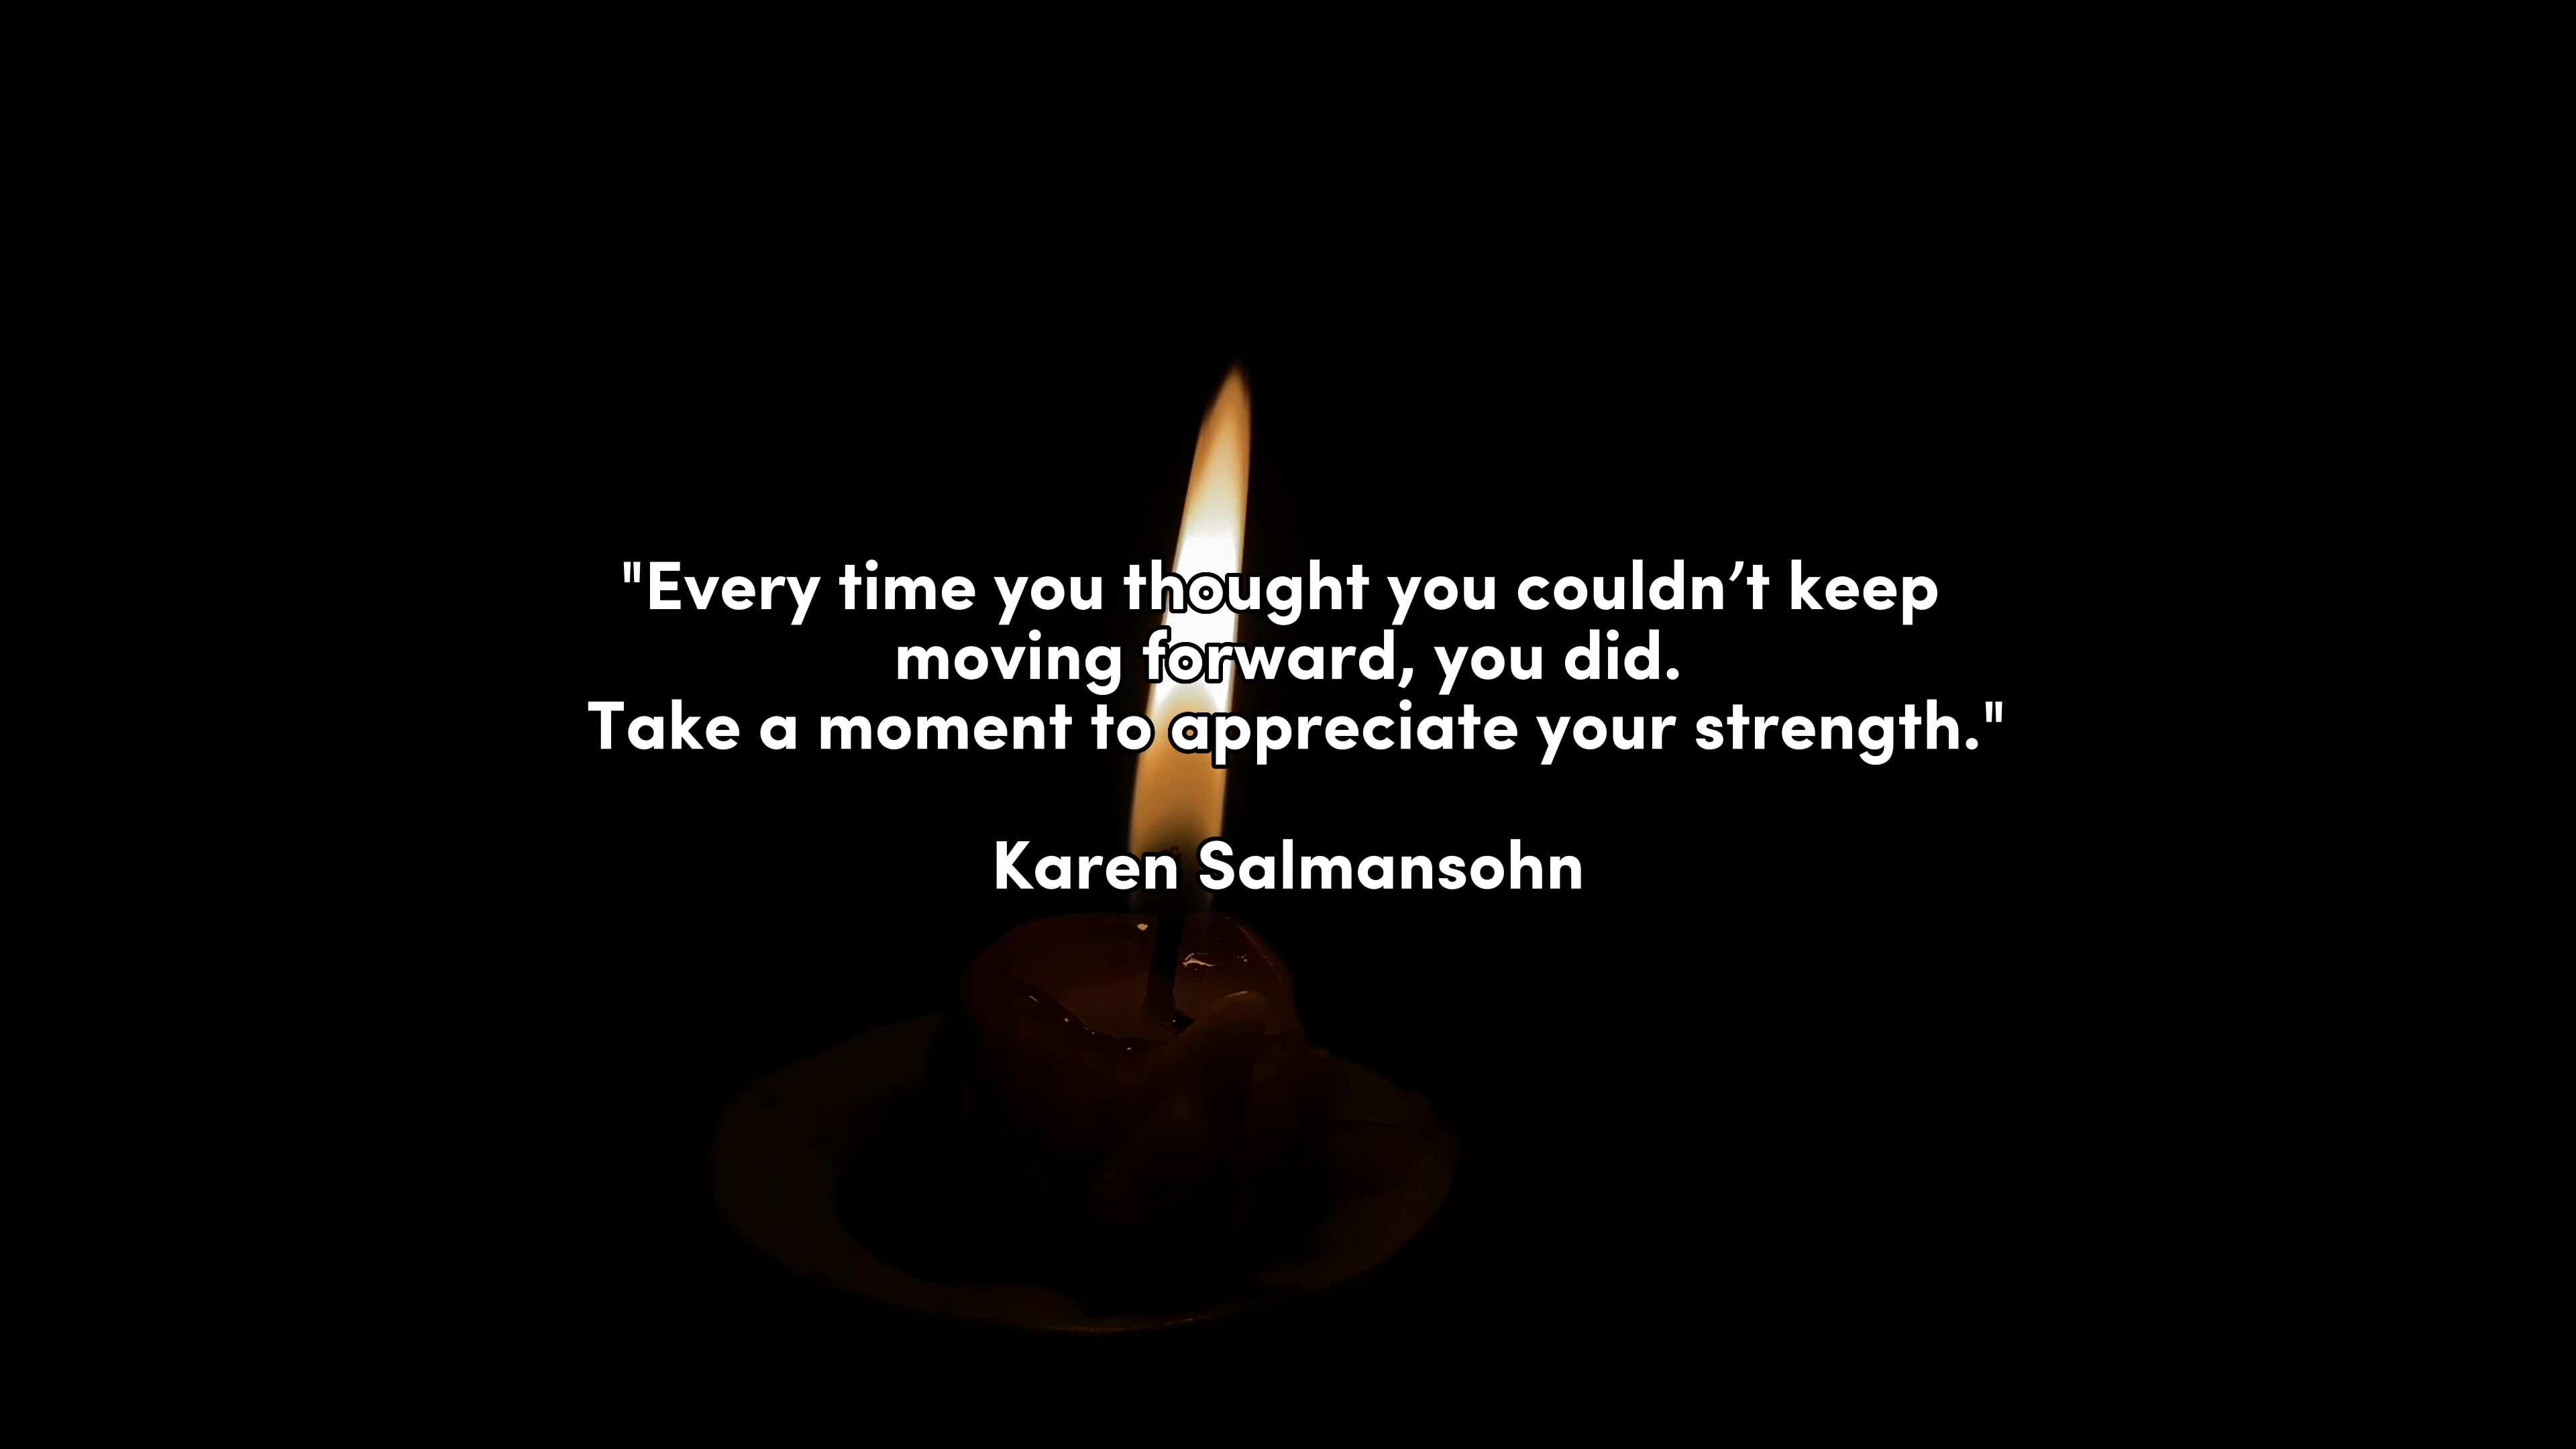 "Every time you thought you couldn’t keep
moving forward, you did.
Take a moment to appreciate your strength."
Karen Salmansohn